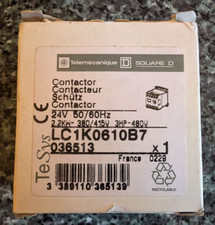 Telemecanique
D SQUARE D
Contactor
Contacteur
Schütz
Contactor
24V 50/60Hz
2.2KW- 380/415V 3HP-480V
LC1K0610B7
036513 x 1
France 0229
TeSys
CE
3 389110 365139
RECYCLABLE